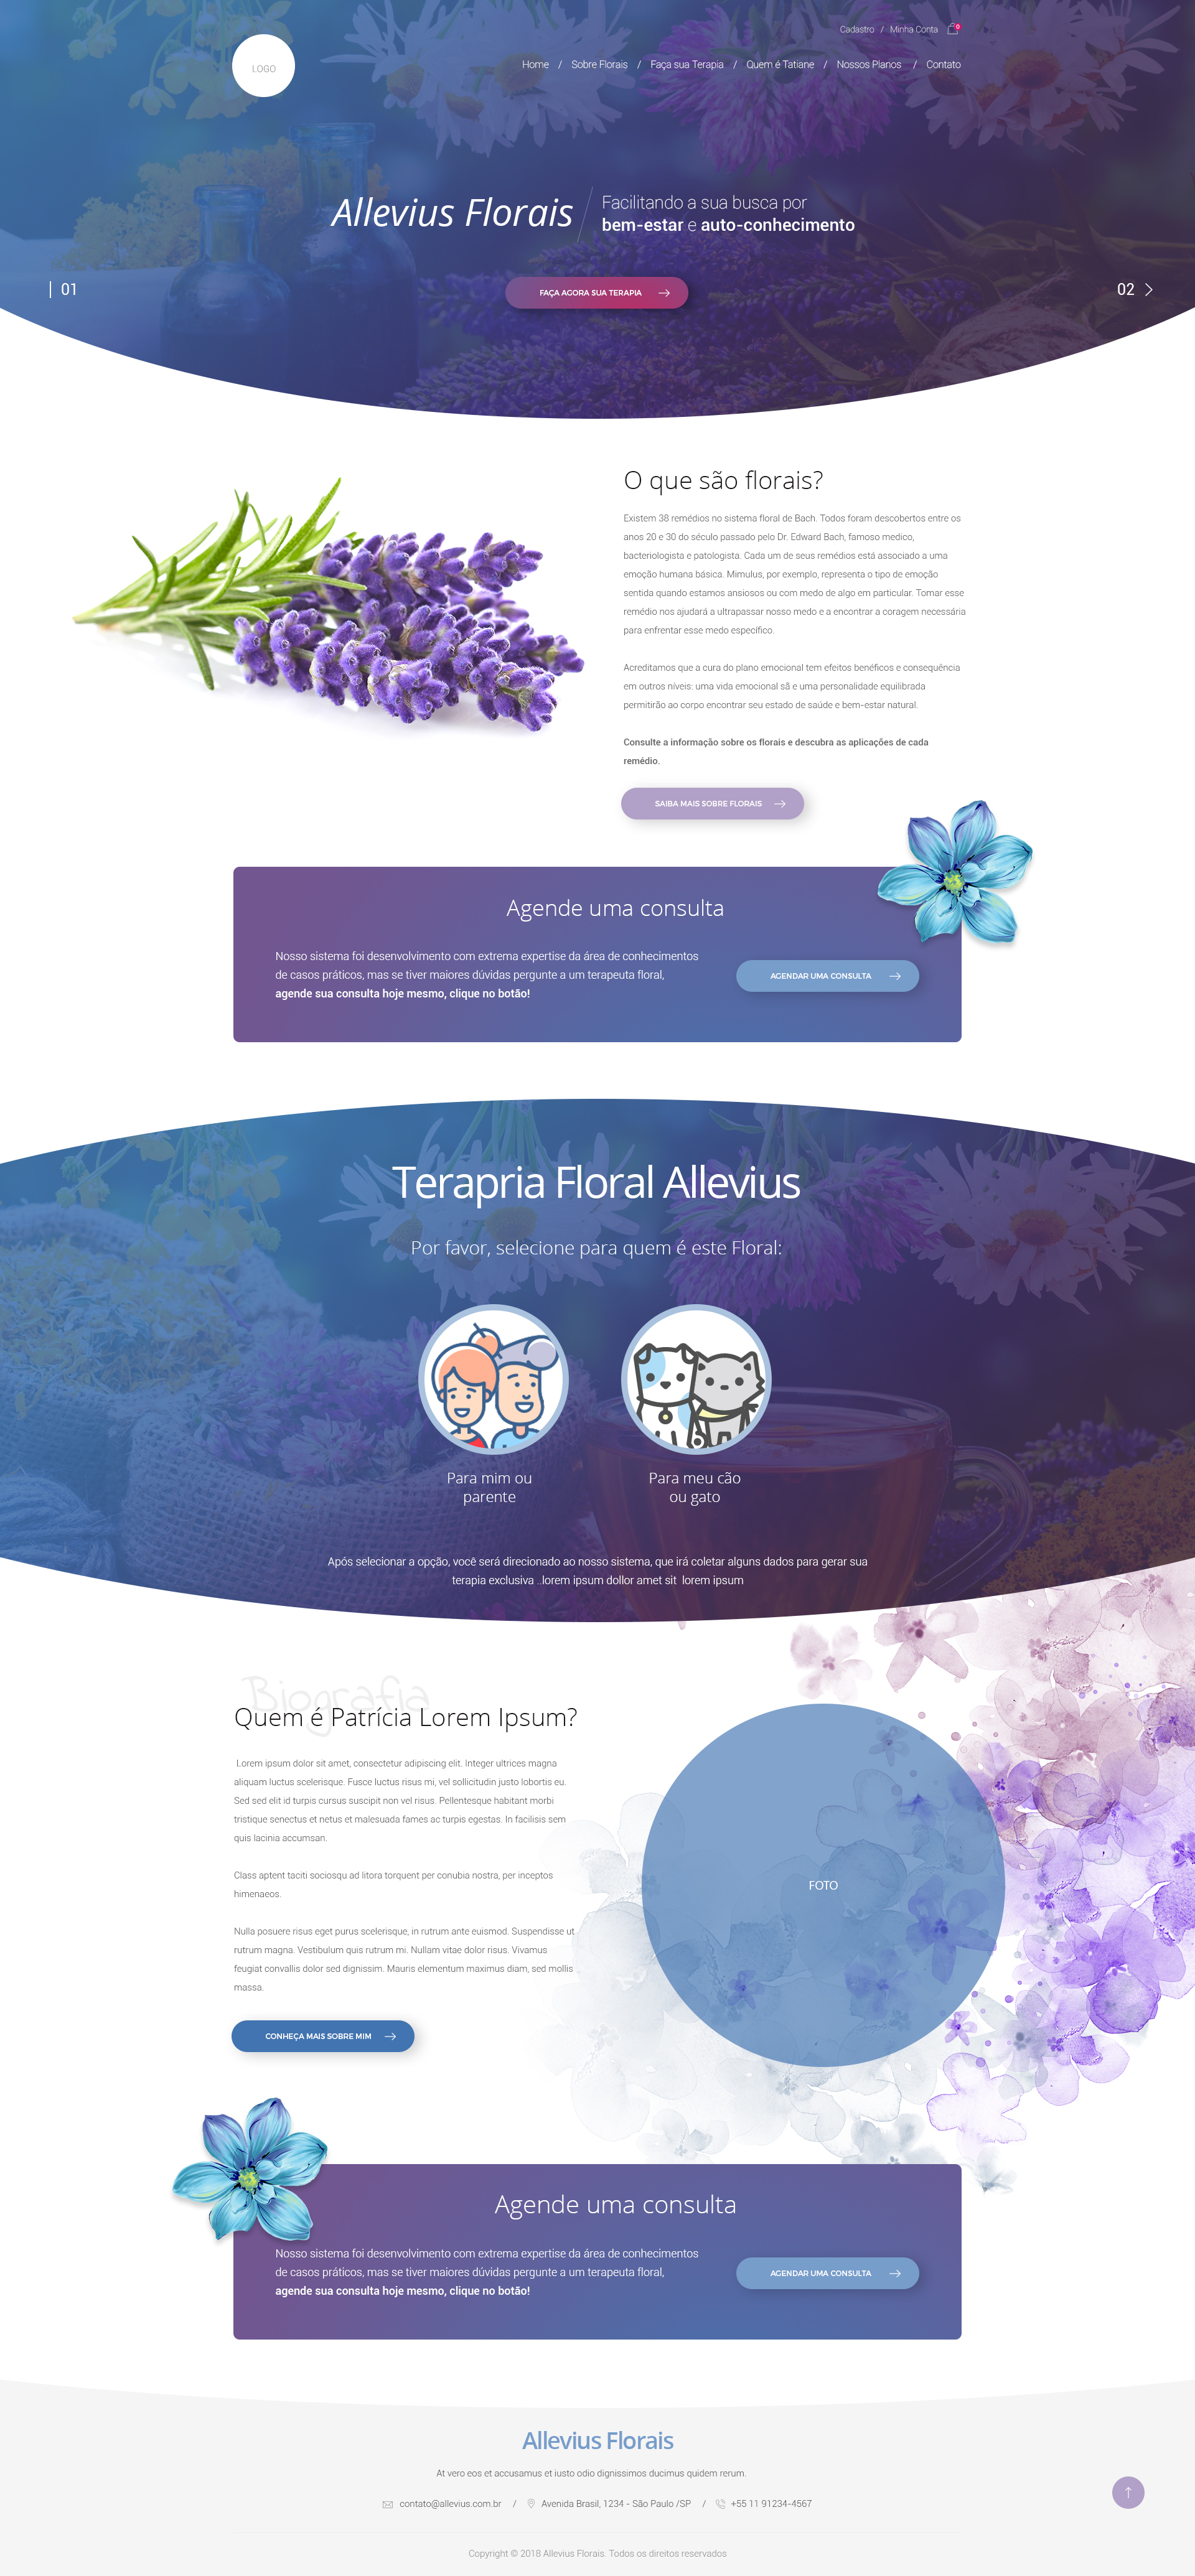 Cadastro / Minha Conta 0
LOGO
Home / Sobre Florais / Faça sua Terapia / Quem é Tatiane / Nossos Planos / Contato
Allevius Florais
Facilitando a sua busca por
bem-estar e auto-conhecimento
01
FAÇA AGORA SUA TERAPIA
02
O que são florais?
Existem 38 remédios no sistema floral de Bach. Todos foram descobertos entre os
anos 20 e 30 do século passado pelo Dr. Edward Bach, famoso medico,
bacteriologista e patologista. Cada um de seus remédios está associado a uma
emoção humana básica. Mimulus, por exemplo, representa o tipo de emoção
sentida quando estamos ansiosos ou com medo de algo em particular. Tomar esse
remédio nos ajudará a ultrapassar nosso medo e a encontrar a coragem necessária
para enfrentar esse medo específico.
Acreditamos que a cura do plano emocional tem efeitos benéficos e consequência
em outros níveis: uma vida emocional sã e uma personalidade equilibrada
permitirão ao corpo encontrar seu estado de saúde e bem-estar natural.
Consulte a informação sobre os florais e descubra as aplicações de cada
remédio.
SAIBA MAIS SOBRE FLORAIS
Agende uma consulta
Nosso sistema foi desenvolvimento com extrema expertise da área de conhecimentos
de casos práticos, mas se tiver maiores dúvidas pergunte a um terapeuta floral,
agende sua consulta hoje mesmo, clique no botão!
AGENDAR UMA CONSULTA
Terapria Floral Allevius
Por favor, selecione para quem é este Floral:
Para mim ou
parente
Para meu cão
ou gato
Após selecionar a opção, você será direcionado ao nosso sistema, que irá coletar alguns dados para gerar sua
terapia exclusiva ..lorem ipsum dollor amet sit lorem ipsum
Biografia
Quem é Patrícia Lorem Ipsum?
Lorem ipsum dolor sit amet, consectetur adipiscing elit. Integer ultrices magna
aliquam luctus scelerisque. Fusce luctus risus mi, vel sollicitudin justo lobortis eu.
Sed sed elit id turpis cursus suscipit non vel risus. Pellentesque habitant morbi
tristique senectus et netus et malesuada fames ac turpis egestas. In facilisis sem
quis lacinia accumsan.
Class aptent taciti sociosqu ad litora torquent per conubia nostra, per inceptos
himenaeos.
Nulla posuere risus eget purus scelerisque, in rutrum ante euismod. Suspendisse ut
rutrum magna. Vestibulum quis rutrum mi. Nullam vitae dolor risus. Vivamus
feugiat convallis dolor sed dignissim. Mauris elementum maximus diam, sed mollis
massa.
FOTO
CONHEÇA MAIS SOBRE MIM
Agende uma consulta
Nosso sistema foi desenvolvimento com extrema expertise da área de conhecimentos
de casos práticos, mas se tiver maiores dúvidas pergunte a um terapeuta floral,
agende sua consulta hoje mesmo, clique no botão!
AGENDAR UMA CONSULTA
Allevius Florais
At vero eos et accusamus et iusto odio dignissimos ducimus quidem rerum.
contato@allevius.com.br / Avenida Brasil, 1234 - São Paulo /SP / +55 11 91234-4567
Copyright © 2018 Allevius Florais. Todos os direitos reservados